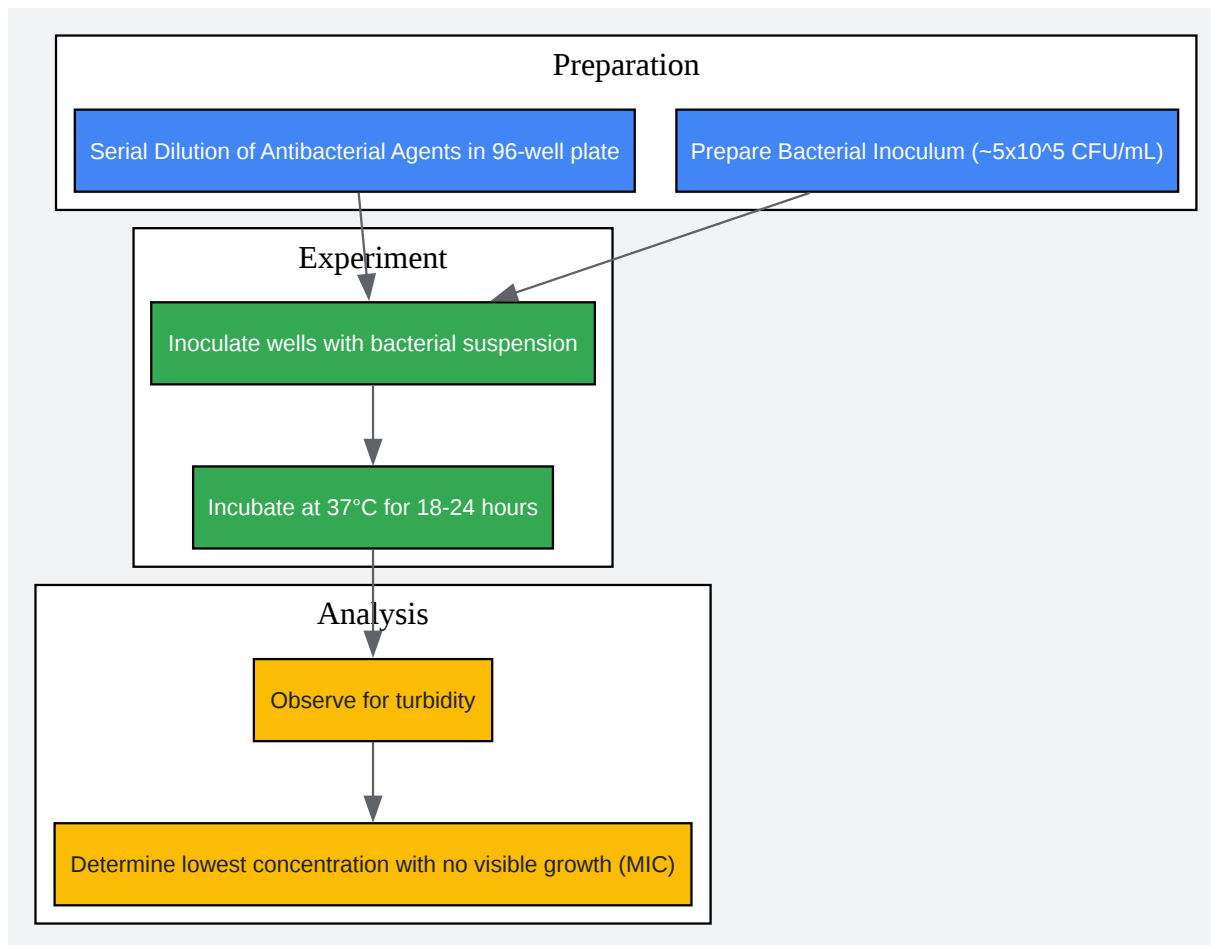 Preparation
Serial Dilution of Antibacterial Agents in 96-well plate
Prepare Bacterial Inoculum (~5x10^5 CFU/mL)
Experiment
Inoculate wells with bacterial suspension
Incubate at 37°C for 18-24 hours
Analysis
Observe for turbidity
Determine lowest concentration with no visible growth (MIC)